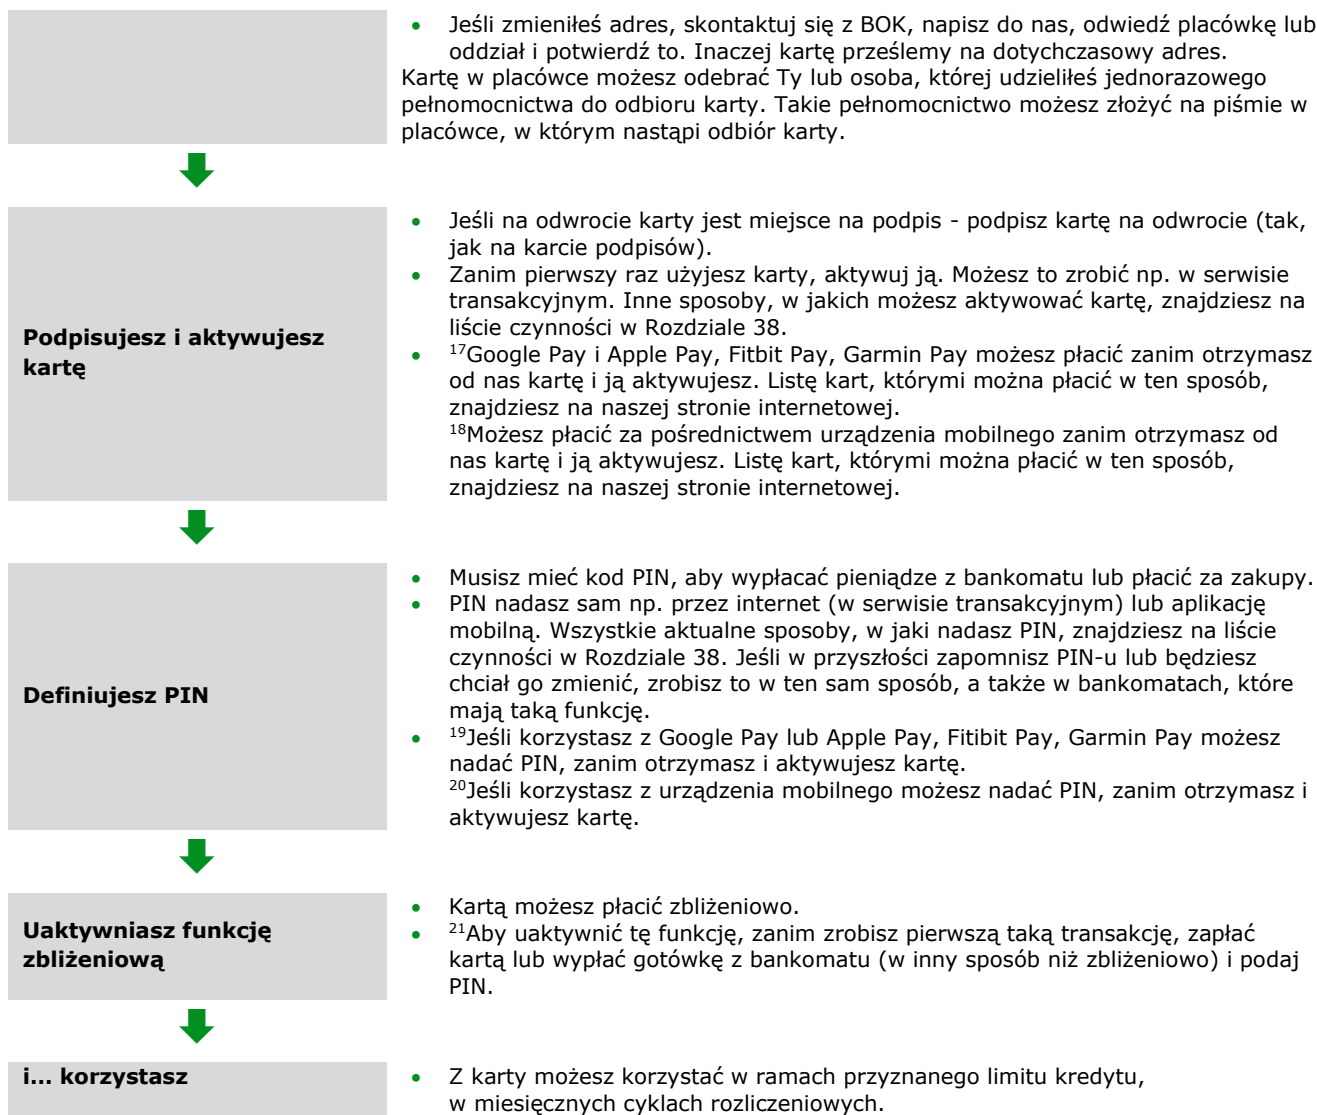 • Jeśli zmieniłeś adres, skontaktuj się z BOK, napisz do nas, odwiedź placówkę lub
oddział i potwierdź to. Inaczej kartę prześlemy na dotychczasowy adres.
Kartę w placówce możesz odebrać Ty lub osoba, której udzieliłeś jednorazowego
pełnomocnictwa do odbioru karty. Takie pełnomocnictwo możesz złożyć na piśmie w
placówce, w którym nastąpi odbiór karty.
Podpisujesz i aktywujesz
kartę
• Jeśli na odwrocie karty jest miejsce na podpis - podpisz kartę na odwrocie (tak,
jak na karcie podpisów).
• Zanim pierwszy raz użyjesz karty, aktywuj ją. Możesz to zrobić np. w serwisie
transakcyjnym. Inne sposoby, w jakich możesz aktywować kartę, znajdziesz na
liście czynności w Rozdziale 38.
• 17Google Pay i Apple Pay, Fitbit Pay, Garmin Pay możesz płacić zanim otrzymasz
od nas kartę i ją aktywujesz. Listę kart, którymi można płacić w ten sposób,
znajdziesz na naszej stronie internetowej.
18Możesz płacić za pośrednictwem urządzenia mobilnego zanim otrzymasz od
nas kartę i ją aktywujesz. Listę kart, którymi można płacić w ten sposób,
znajdziesz na naszej stronie internetowej.
Definiujesz PIN
• Musisz mieć kod PIN, aby wypłacać pieniądze z bankomatu lub płacić za zakupy.
• PIN nadasz sam np. przez internet (w serwisie transakcyjnym) lub aplikację
mobilną. Wszystkie aktualne sposoby, w jaki nadasz PIN, znajdziesz na liście
czynności w Rozdziale 38. Jeśli w przyszłości zapomnisz PIN-u lub będziesz
chciał go zmienić, zrobisz to w ten sam sposób, a także w bankomatach, które
mają taką funkcję.
• 19Jeśli korzystasz z Google Pay lub Apple Pay, Fitibit Pay, Garmin Pay możesz
nadać PIN, zanim otrzymasz i aktywujesz kartę.
20Jeśli korzystasz z urządzenia mobilnego możesz nadać PIN, zanim otrzymasz i
aktywujesz kartę.
Uaktywniasz funkcję
zbliżeniową
• Kartą możesz płacić zbliżeniowo.
• 21Aby uaktywnić tę funkcję, zanim zrobisz pierwszą taką transakcję, zapłać
kartą lub wypłać gotówkę z bankomatu (w inny sposób niż zbliżeniowo) i podaj
PIN.
i… korzystasz
• Z karty możesz korzystać w ramach przyznanego limitu kredytu,
w miesięcznych cyklach rozliczeniowych.